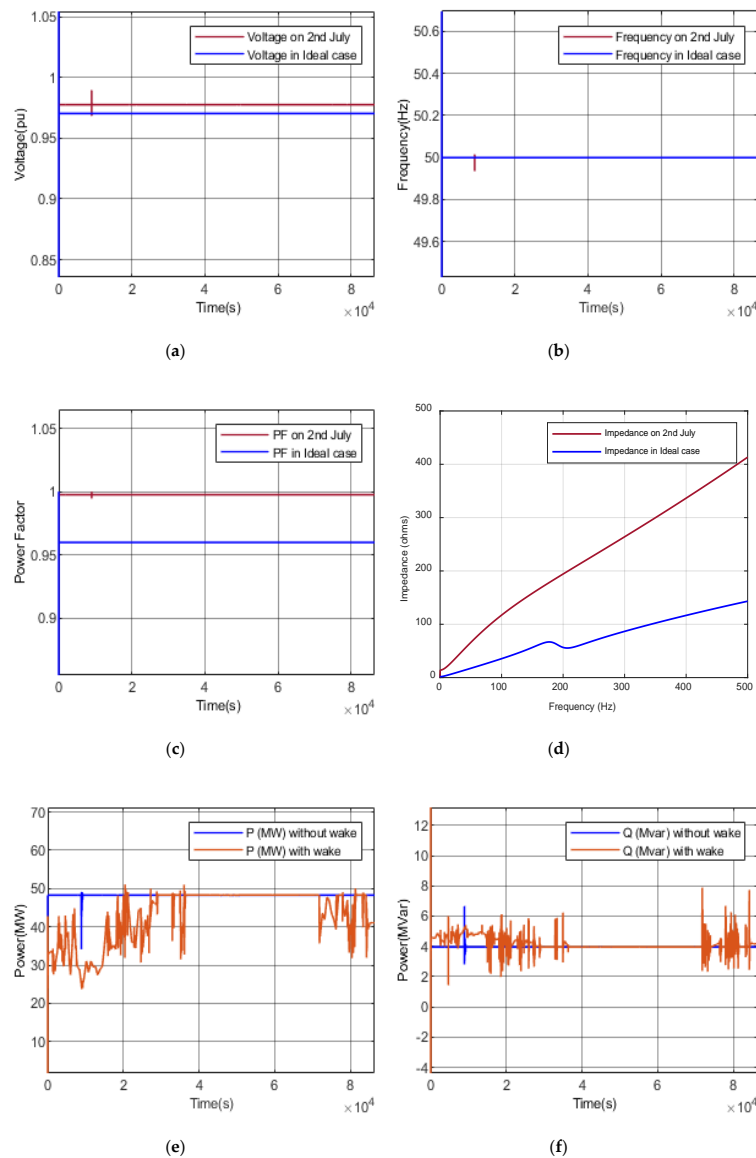 1.05
1
0.95
0.9
0.85
Voltage(pu)
Voltage on 2nd July
Voltage in Ideal case
0 2 4 6 8
Time(s)
×10^4
(a)
50.6
50.4
50.2
50
49.8
49.6
Frequency(Hz)
Frequency on 2nd July
Frequency in Ideal case
0 2 4 6 8
Time(s)
×10^4
(b)
1.05
1
0.95
0.9
Power Factor
PF on 2nd July
PF in Ideal case
0 2 4 6 8
Time(s)
×10^4
(c)
500
400
300
200
100
0
Impedance (ohms)
Impedance on 2nd July
Impedance in Ideal case
0 100 200 300 400 500
Frequency (Hz)
(d)
70
60
50
40
30
20
10
Power(MW)
P (MW) without wake
P (MW) with wake
0 2 4 6 8
Time(s)
×10^4
(e)
12
10
8
6
4
2
0
-2
-4
Power(MVar)
Q (Mvar) without wake
Q (Mvar) with wake
0 2 4 6 8
Time(s)
×10^4
(f)